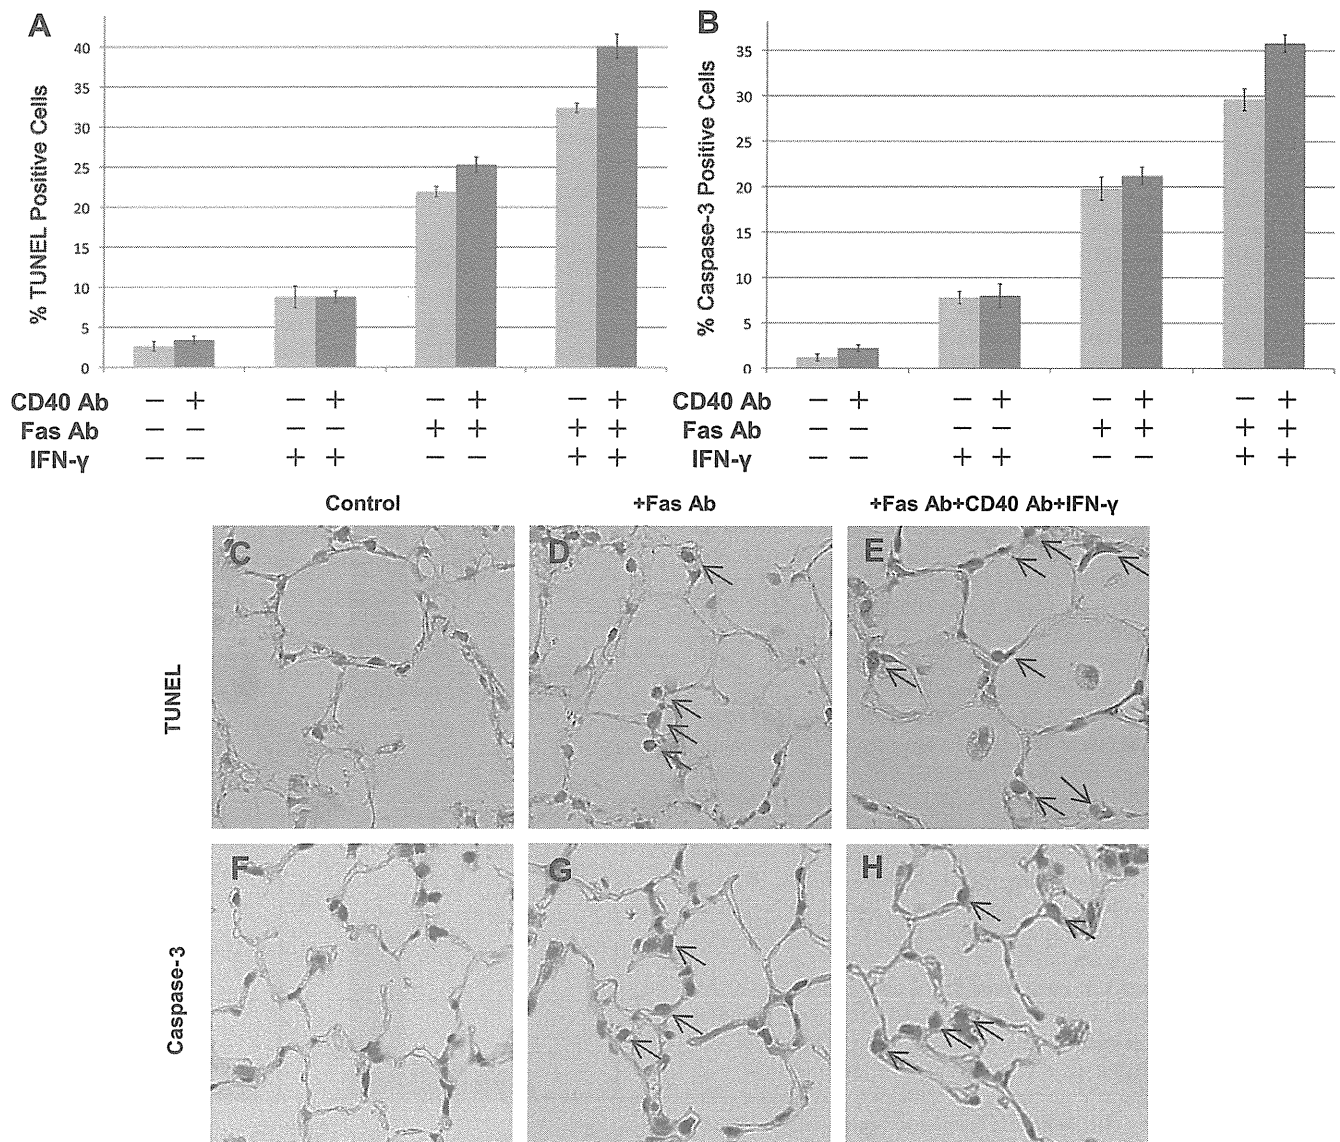 A
% TUNEL Positive Cells
40
35
30
25
20
15
10
5
0
CD40 Ab − + − + − + − +
Fas Ab − − − − + + + +
IFN-γ − − + + − − + +
B
% Caspase-3 Positive Cells
35
30
25
20
15
10
5
0
CD40 Ab − + − + − + − +
Fas Ab − − − − + + + +
IFN-γ − − + + − − + +
Control
+Fas Ab
+Fas Ab+CD40 Ab+IFN-γ
TUNEL
C
D
E
Caspase-3
F
G
H